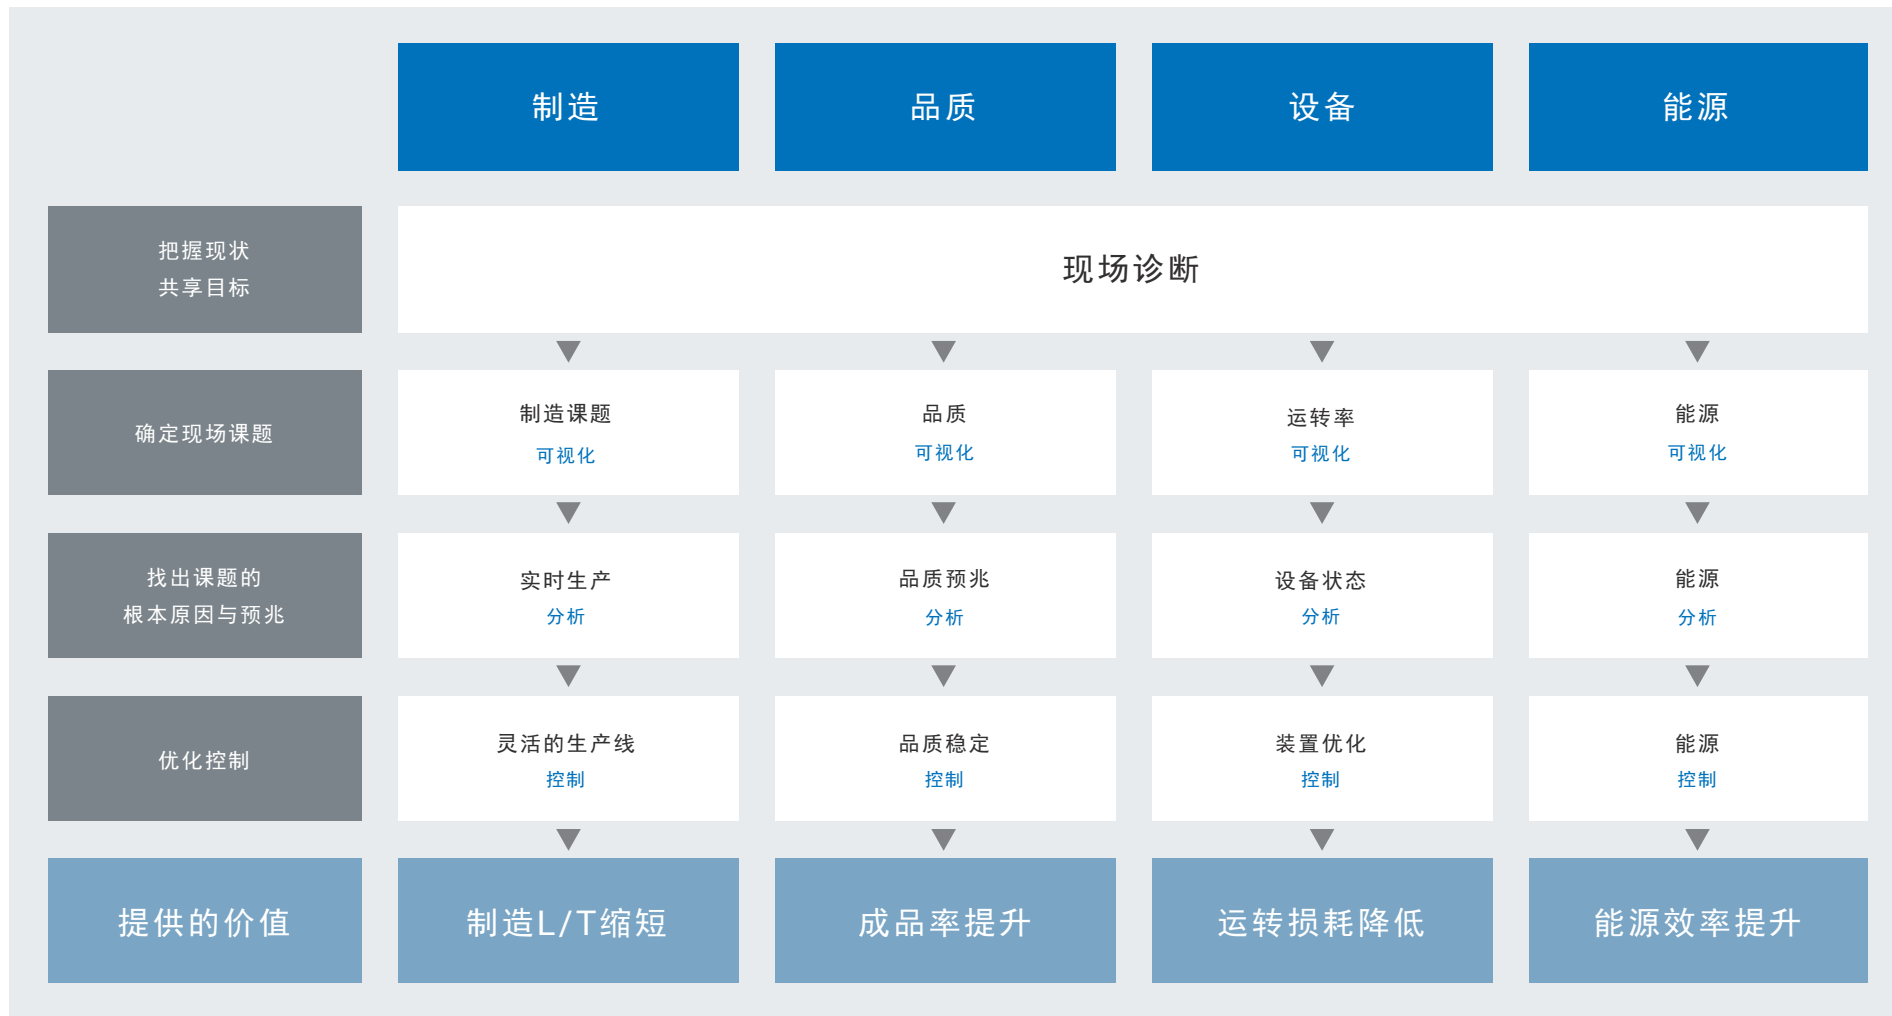 制造
品质
设备
能源
把握现状
共享目标
现场诊断
确定现场课题
制造课题
可视化
品质
可视化
运转率
可视化
能源
可视化
找出课题的
根本原因与预兆
实时生产
分析
品质预兆
分析
设备状态
分析
能源
分析
优化控制
灵活的生产线
控制
品质稳定
控制
装置优化
控制
能源
控制
提供的价值
制造L/T缩短
成品率提升
运转损耗降低
能源效率提升